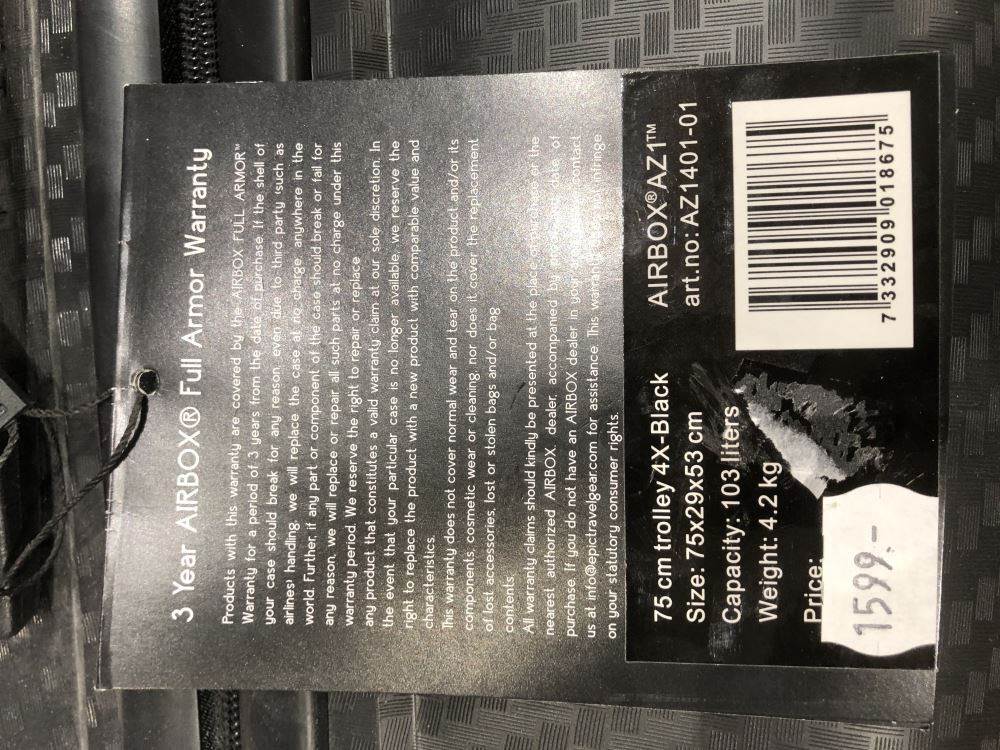 3 Year AIRBOX® Full Armor Warranty
Products with this warranty are covered by the AIRBOX FULL ARMOR™
Warranty for a period of 3 years from the date of purchase. If the shell of
your case should break for any reason, even due to third party (such as
airlines' handling, we will replace the case at no charge, anywhere in the
world. Further, if any part or component of the case should break or fail for
any reason, we will replace or repair all such parts at no charge under this
warranty period. We reserve the right to repair or replace
any product that constitutes a valid warranty claim at our sole discretion. In
the event that your particular case is no longer available, we reserve the
right to replace the product with a new product with comparable value and
characteristics.
This warranty does not cover normal wear and tear on the product and/or its
components, cosmetic wear or cleaning, nor does it cover the replacement
of lost accessories, lost or stolen bags and/or bag
contents.
All warranty claims should kindly be presented at the place of purchase or the
nearest authorized AIRBOX dealer, accompanied by date of
purchase. If you do not have an AIRBOX dealer in your contact
us at info@epictravelgear.com for assistance. This warranty infringe
on your statutory consumer rights.
75 cm trolley 4X-Black
Size: 75x29x53 cm
Capacity: 103 liters
Weight: 4.2 kg
Price:
1599:-
AIRBOX®AZ1™
art.no: AZ1401-01
7 332909 018675